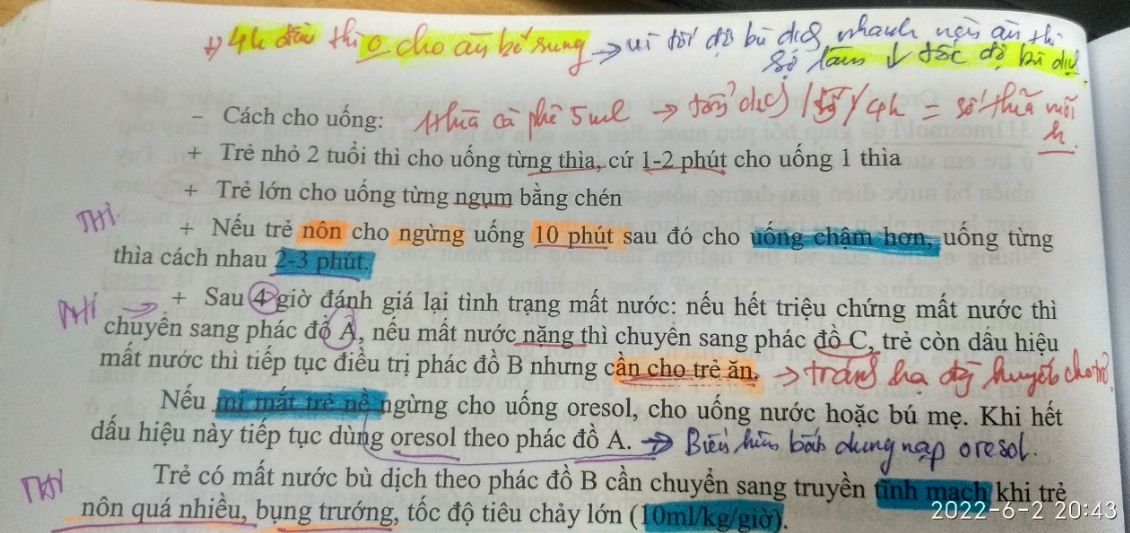 4h đầu thì 0 cho ăn bổ sung → vì tới độ bù dịch nhanh nên ăn thì
sợ làm ↓ tốc độ bù dịch
- Cách cho uống: 1 thìa cà phê 5ml → tổng dịch / 4h = số thìa mỗi
h.
+ Trẻ nhỏ 2 tuổi thì cho uống từng thìa, cứ 1-2 phút cho uống 1 thìa
+ Trẻ lớn cho uống từng ngụm bằng chén
Thi
+ Nếu trẻ nôn cho ngừng uống 10 phút sau đó cho uống chậm hơn, uống từng
thìa cách nhau 2-3 phút.
Thi → + Sau 4 giờ đánh giá lại tình trạng mất nước: nếu hết triệu chứng mất nước thì
chuyển sang phác đồ A, nếu mất nước nặng thì chuyển sang phác đồ C, trẻ còn dấu hiệu
mất nước thì tiếp tục điều trị phác đồ B nhưng cần cho trẻ ăn. → tránh hạ đg huyết cho trẻ
Nếu mi mắt trẻ nề ngừng cho uống oresol, cho uống nước hoặc bú mẹ. Khi hết
dấu hiệu này tiếp tục dùng oresol theo phác đồ A. → Biểu hiện bất dung nạp oresol.
Thi
Trẻ có mất nước bù dịch theo phác đồ B cần chuyển sang truyền tĩnh mạch khi trẻ
nôn quá nhiều, bụng trướng, tốc độ tiêu chảy lớn (10ml/kg/giờ).
2022-6-2 20:43